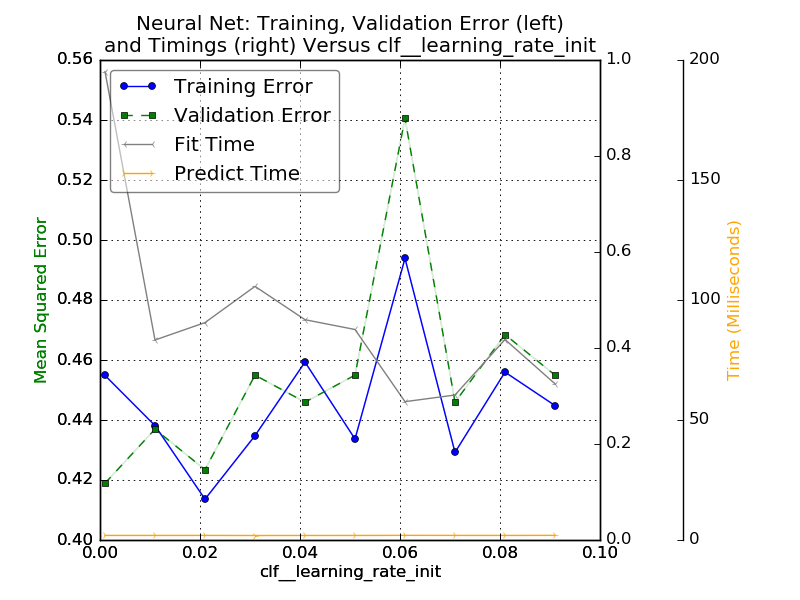 Neural Net: Training, Validation Error (left)
and Timings (right) Versus clf__learning_rate_init
Training Error
Validation Error
Fit Time
Predict Time
Mean Squared Error
0.56
0.54
0.52
0.50
0.48
0.46
0.44
0.42
0.40
0.00 0.02 0.04 0.06 0.08 0.10
clf__learning_rate_init
1.0
0.8
0.6
0.4
0.2
0.0
200
150
100
50
0
Time (Milliseconds)